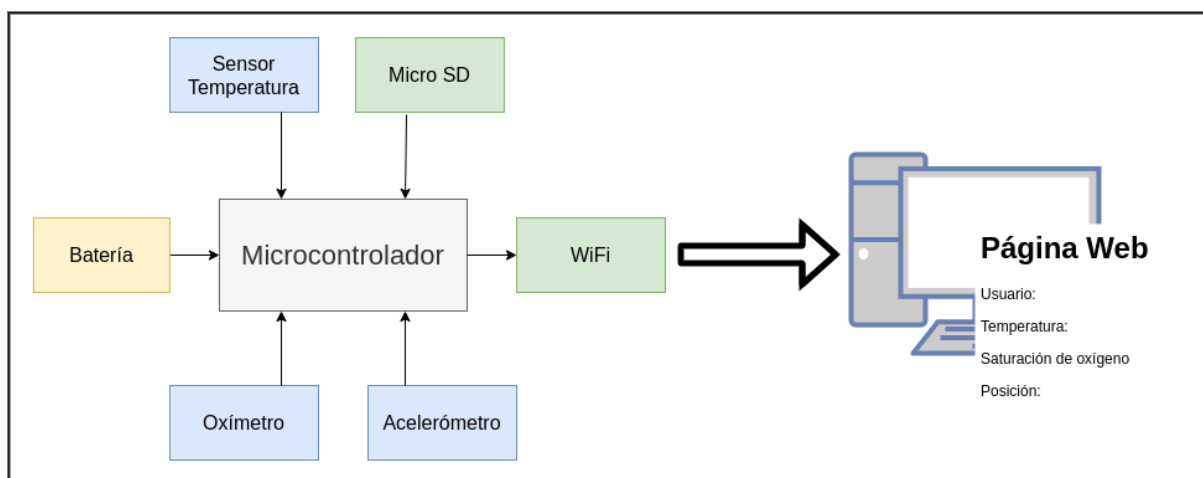 Sensor
Temperatura
Micro SD
Batería
Microcontrolador
WiFi
Oxímetro
Acelerómetro
Página Web
Usuario:
Temperatura:
Saturación de oxígeno
Posición: